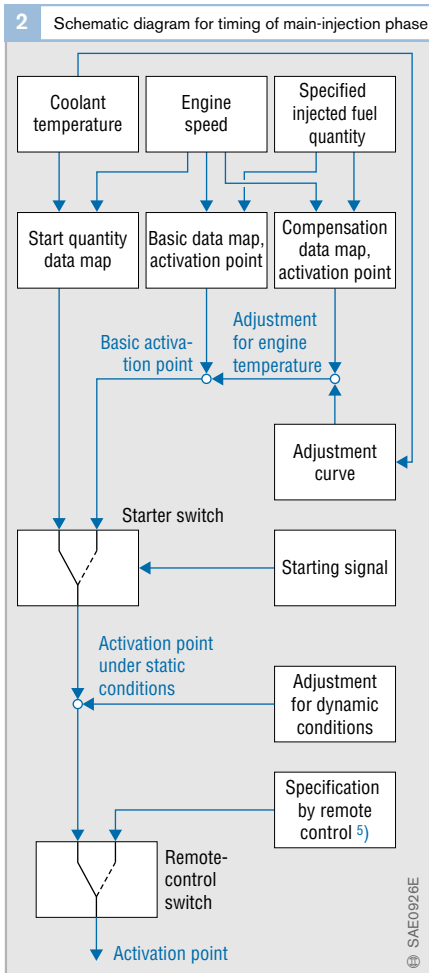 2 Schematic diagram for timing of main-injection phase
Coolant
temperature
Engine
speed
Specified
injected fuel
quantity
Start quantity
data map
Basic data map,
activation point
Compensation
data map,
activation point
Basic activa-
tion point
Adjustment
for engine
temperature
Adjustment
curve
Starter switch
Starting signal
Activation point
under static
conditions
Adjustment
for dynamic
conditions
Specification
by remote
control 5)
Remote-
control
switch
Activation point
SAE0926E